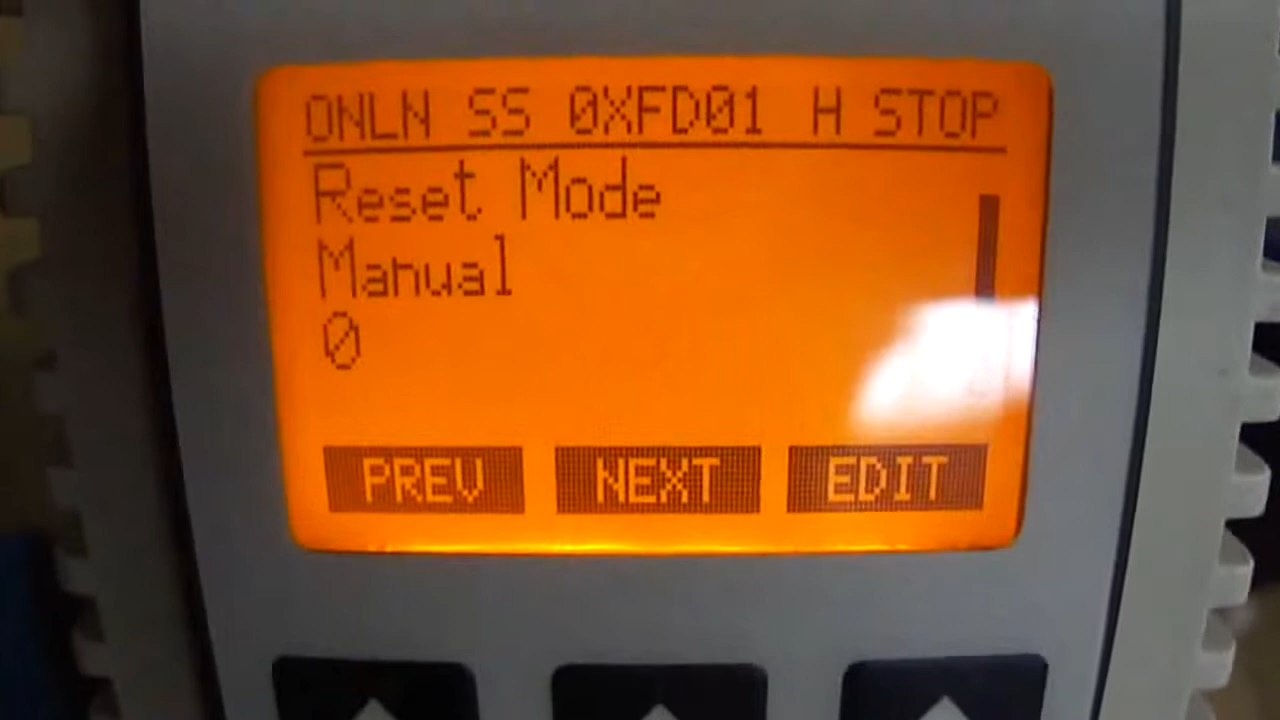 ONLN SS 0XFD01 H STOP
Reset Mode
Manual
0
PREV NEXT EDIT